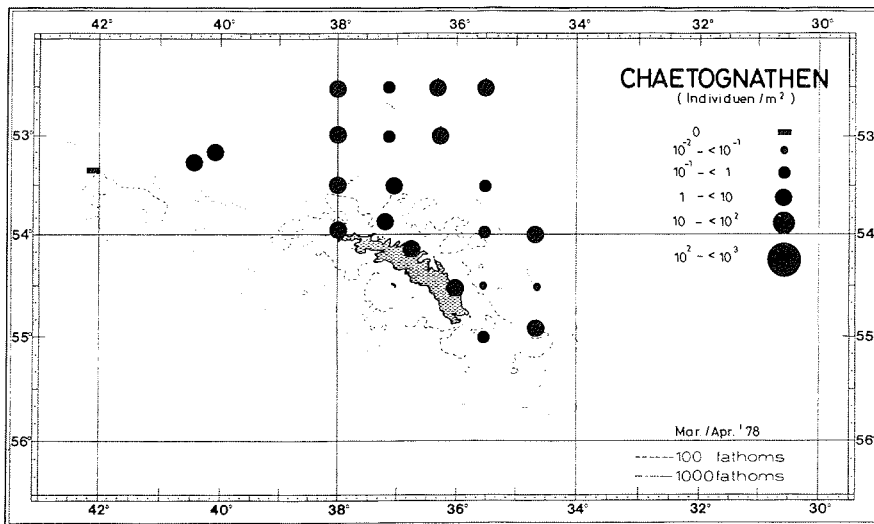 42° 40° 38° 36° 34° 32° 30°
CHAETOGNATHEN
(Individuen/m²)
0
10⁻² – < 10⁻¹
10⁻¹ – < 1
1 – < 10
10 – < 10²
10² – < 10³
53° 53°
54° 54°
55° 55°
56° 56°
Mar./Apr. '78
100 fathoms
1000 fathoms
42° 40° 38° 36° 34° 32° 30°